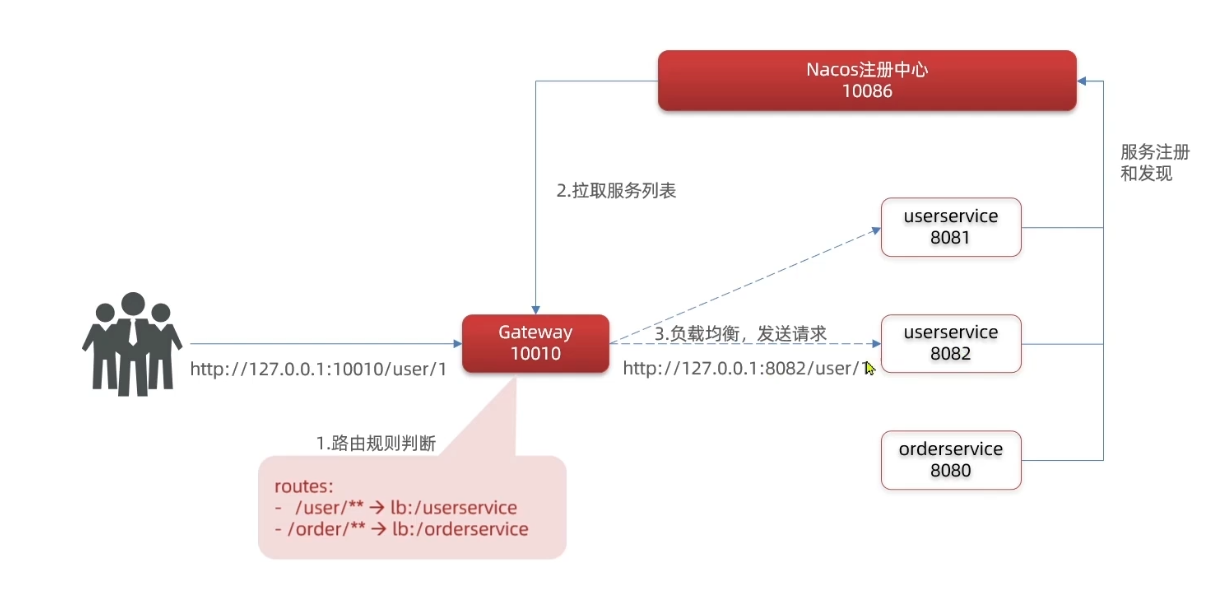 Nacos注册中心
10086
服务注册
和发现
2.拉取服务列表
userservice
8081
Gateway
10010
3.负载均衡，发送请求
userservice
8082
http://127.0.0.1:10010/user/1
http://127.0.0.1:8082/user/1
1.路由规则判断
orderservice
8080
routes:
- /user/** → lb:/userservice
- /order/** → lb:/orderservice